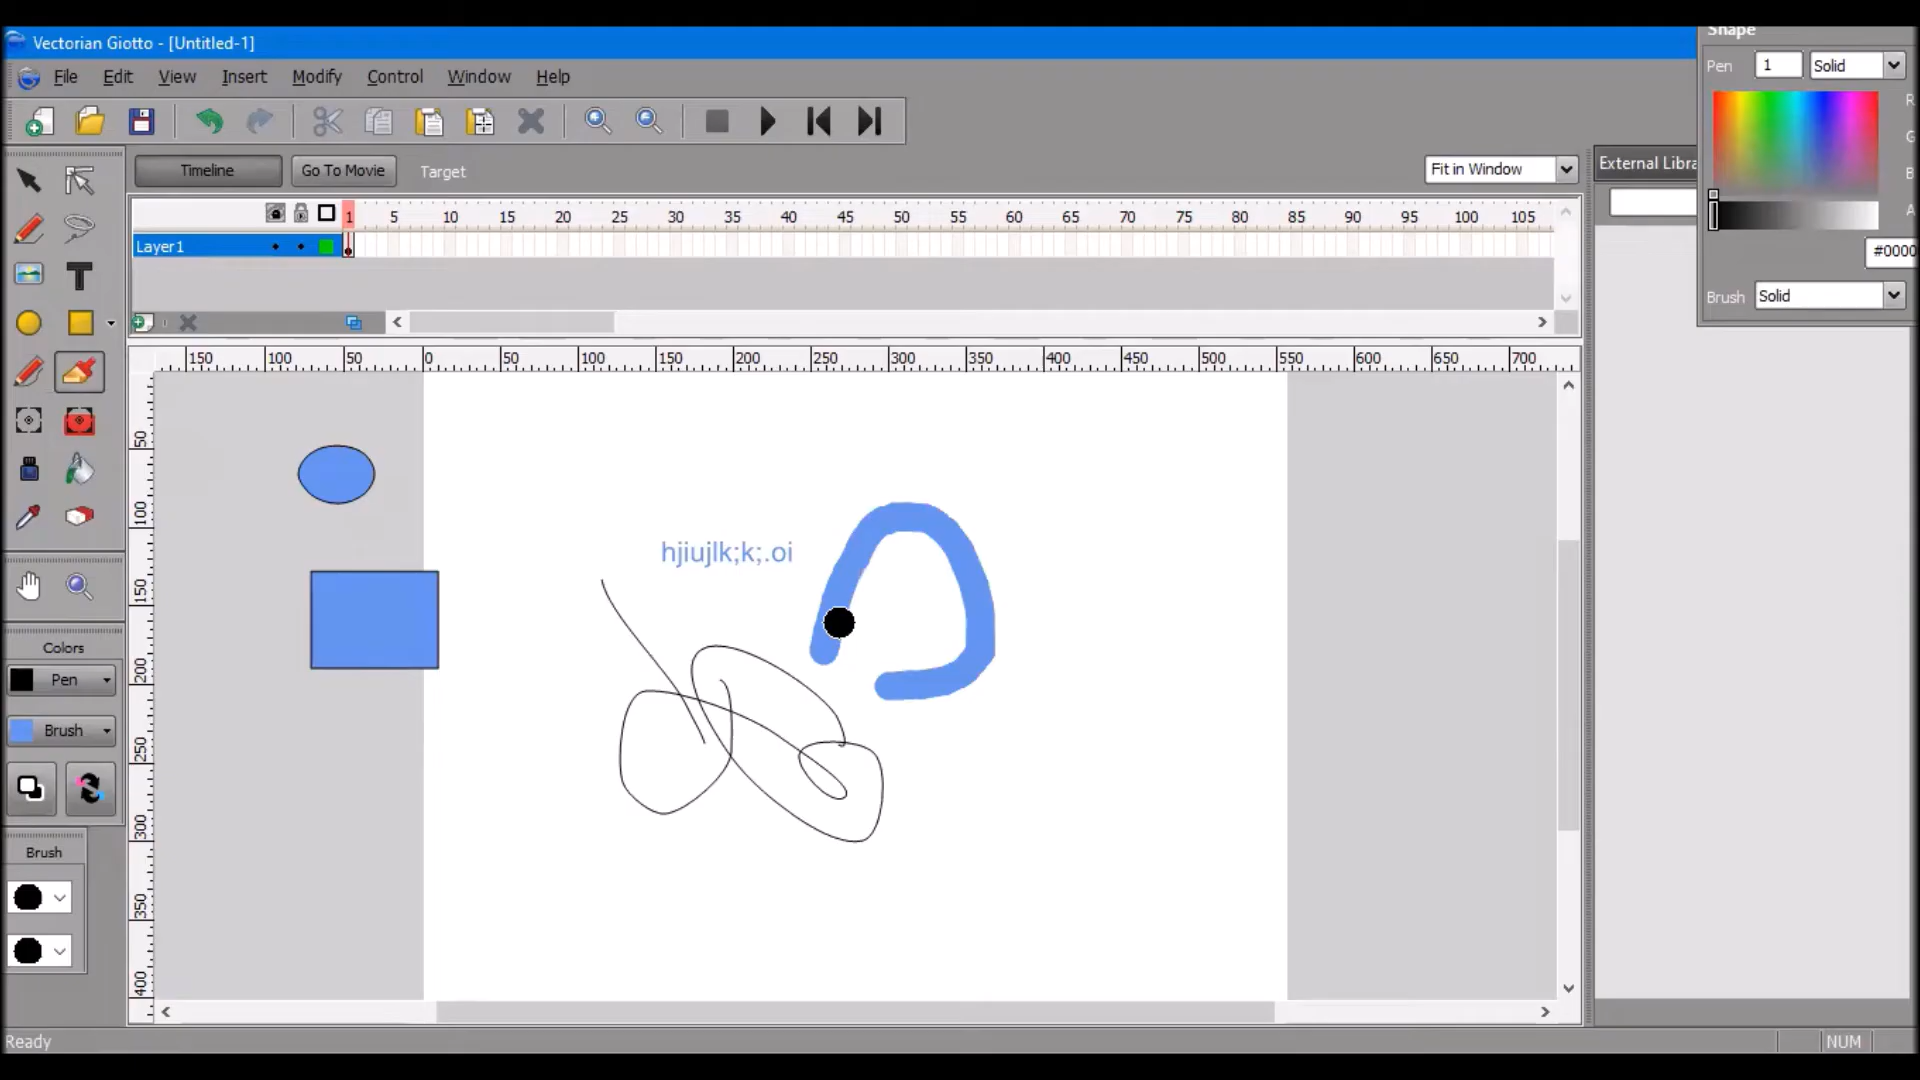 Vectorian Giotto - [Untitled-1]
File Edit View Insert Modify Control Window Help
Shape
Pen 1 Solid
R
G
B
A
#0000
Brush Solid
Timeline Go To Movie Target Fit in Window
External Libra
1 5 10 15 20 25 30 35 40 45 50 55 60 65 70 75 80 85 90 95 100 105
Layer1
150 100 50 0 50 100 150 200 250 300 350 400 450 500 550 600 650 700
50
100
150
200
250
300
350
400
hjiujlk;k;.oi
Colors
Pen
Brush
Brush
Ready
NUM